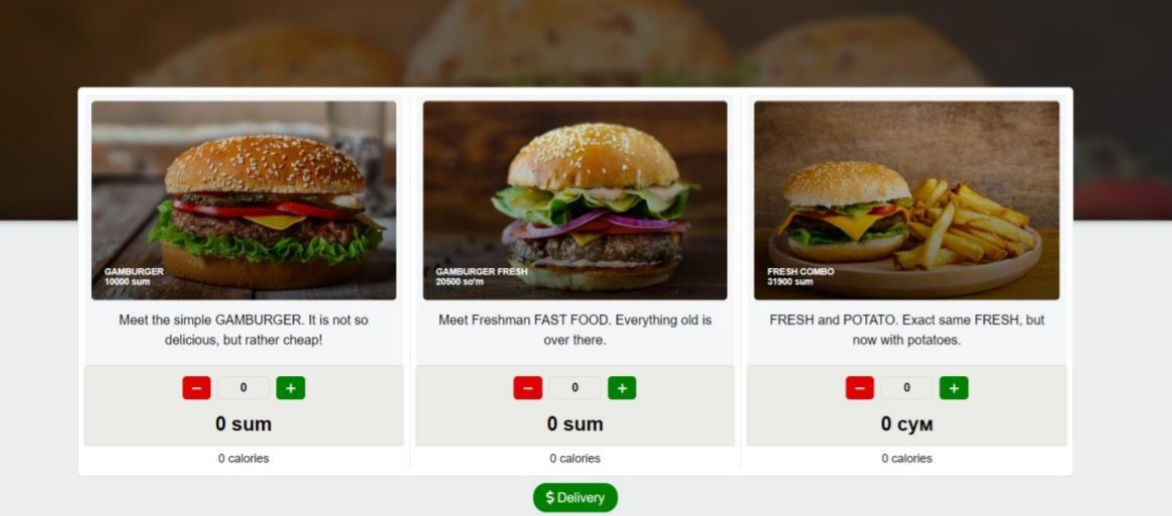 GAMBURGER
10000 sum
Meet the simple GAMBURGER. It is not so
delicious, but rather cheap!
− 0 +
0 sum
0 calories
GAMBURGER FRESH
20500 so'm
Meet Freshman FAST FOOD. Everything old is
over there.
− 0 +
0 sum
0 calories
FRESH COMBO
31900 sum
FRESH and POTATO. Exact same FRESH, but
now with potatoes.
− 0 +
0 сум
0 calories
$ Delivery